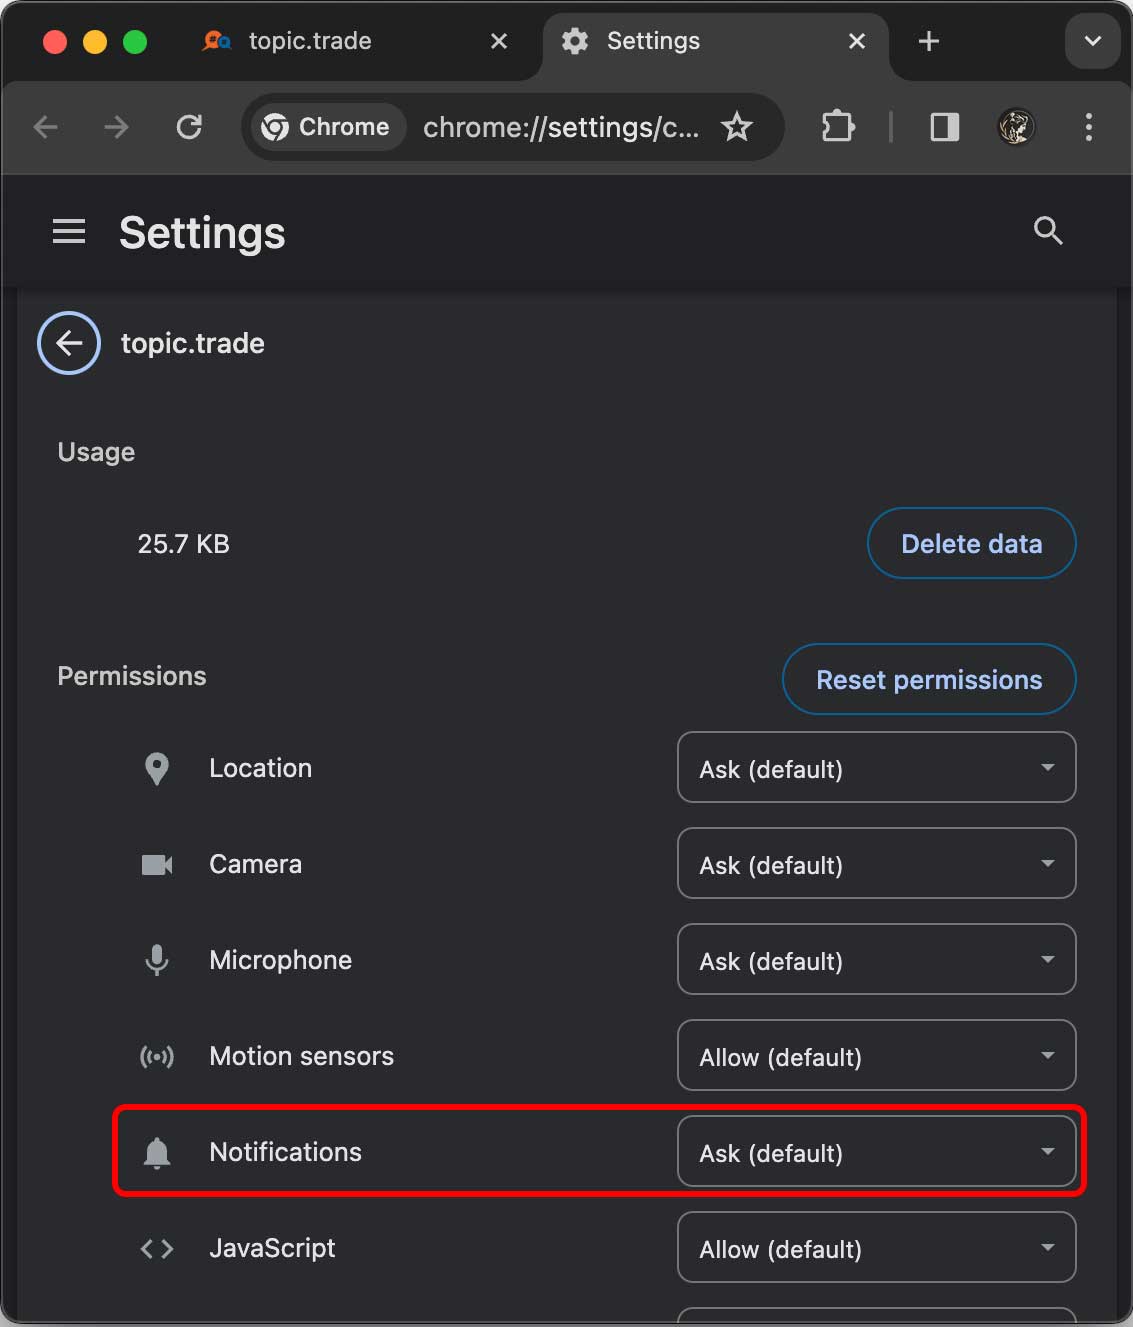 topic.trade
Settings
Chrome
chrome://settings/c...
Settings
topic.trade
Usage
25.7 KB
Delete data
Permissions
Reset permissions
Location
Ask (default)
Camera
Ask (default)
Microphone
Ask (default)
Motion sensors
Allow (default)
Notifications
Ask (default)
JavaScript
Allow (default)